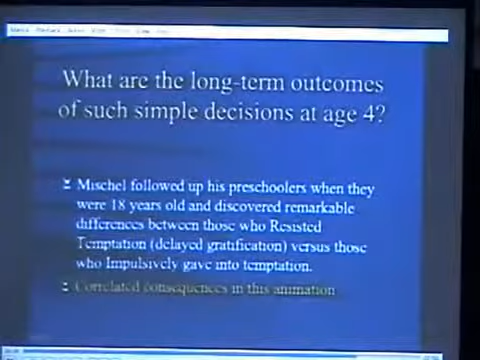 What are the long-term outcomes
of such simple decisions at age 4?
Mischel followed up his preschoolers when they
were 18 years old and discovered remarkable
differences between those who Resisted
Temptation (delayed gratification) versus those
who Impulsively gave into temptation.
Correlated consequences in this animation